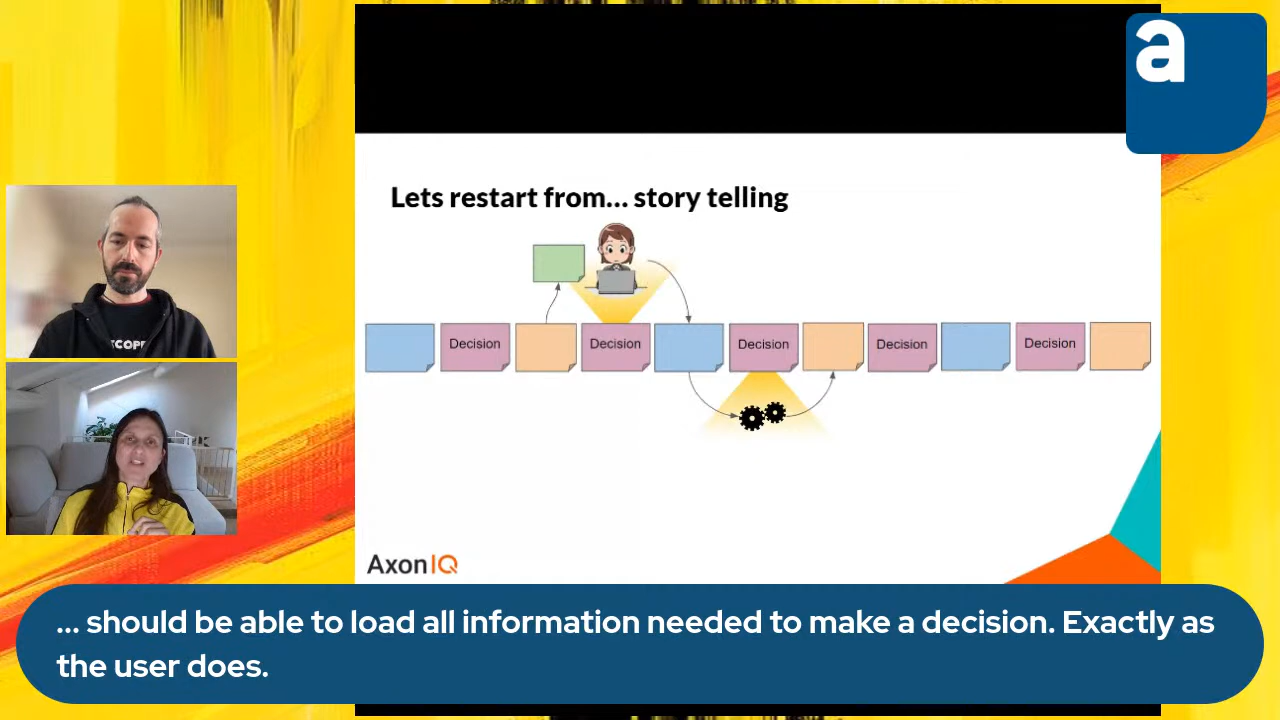 a
Lets restart from... story telling
Decision Decision Decision Decision Decision
AxonIQ
... should be able to load all information needed to make a decision. Exactly as
the user does.